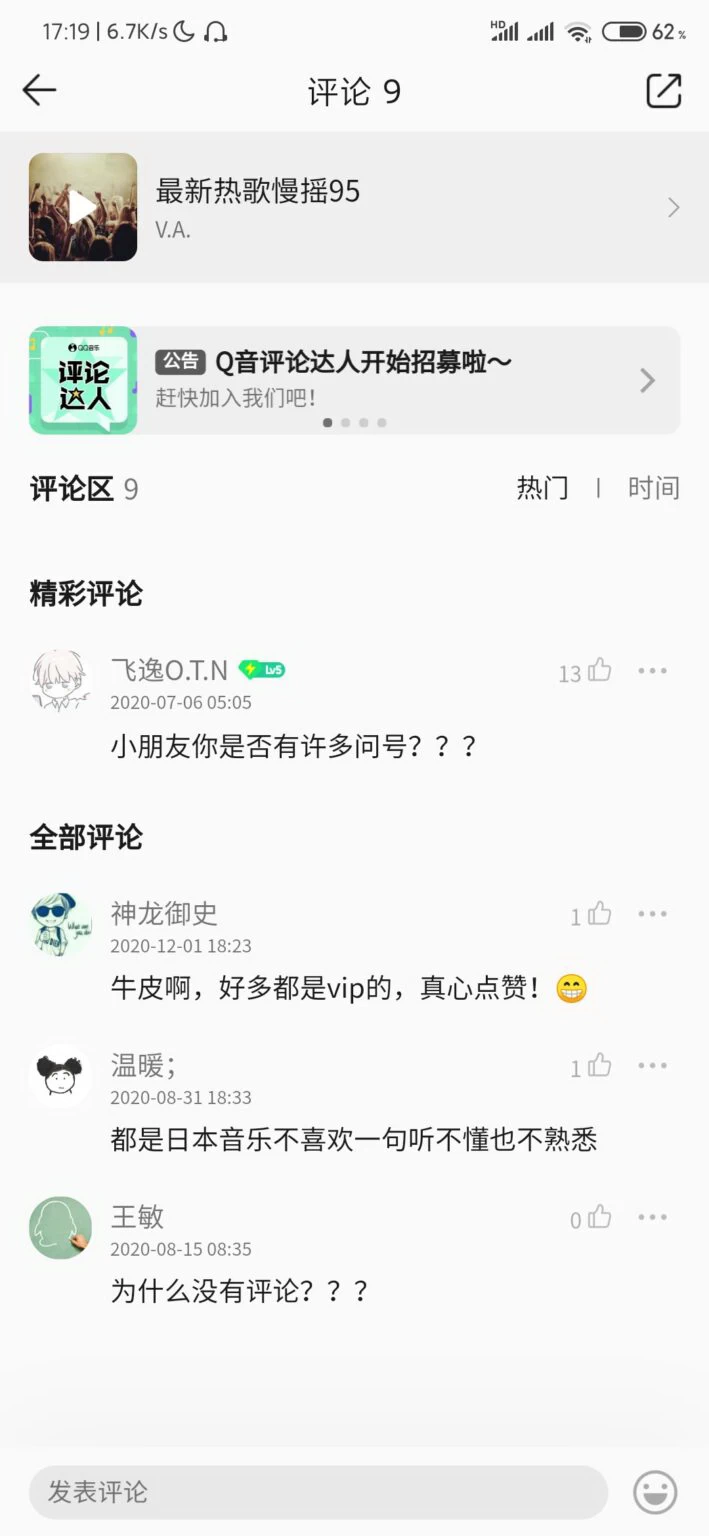 17:19 | 6.7K/s HD 62%
评论 9
最新热歌慢摇95
V.A.
QQ音乐
评论
达人
公告 Q音评论达人开始招募啦～
赶快加入我们吧！
评论区 9 热门 | 时间
精彩评论
飞逸O.T.N Lv5 13
2020-07-06 05:05
小朋友你是否有许多问号？？？
全部评论
神龙御史 1
2020-12-01 18:23
牛皮啊，好多都是vip的，真心点赞！😁
温暖； 1
2020-08-31 18:33
都是日本音乐不喜欢一句听不懂也不熟悉
王敏 0
2020-08-15 08:35
为什么没有评论？？？
发表评论